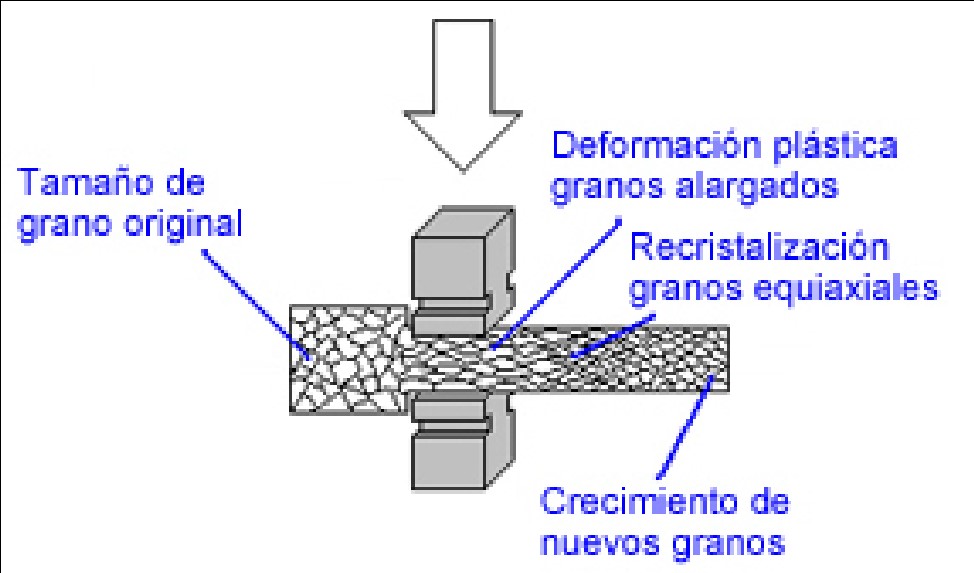 Tamaño de
grano original
Deformación plástica
granos alargados
Recristalización
granos equiaxiales
Crecimiento de
nuevos granos